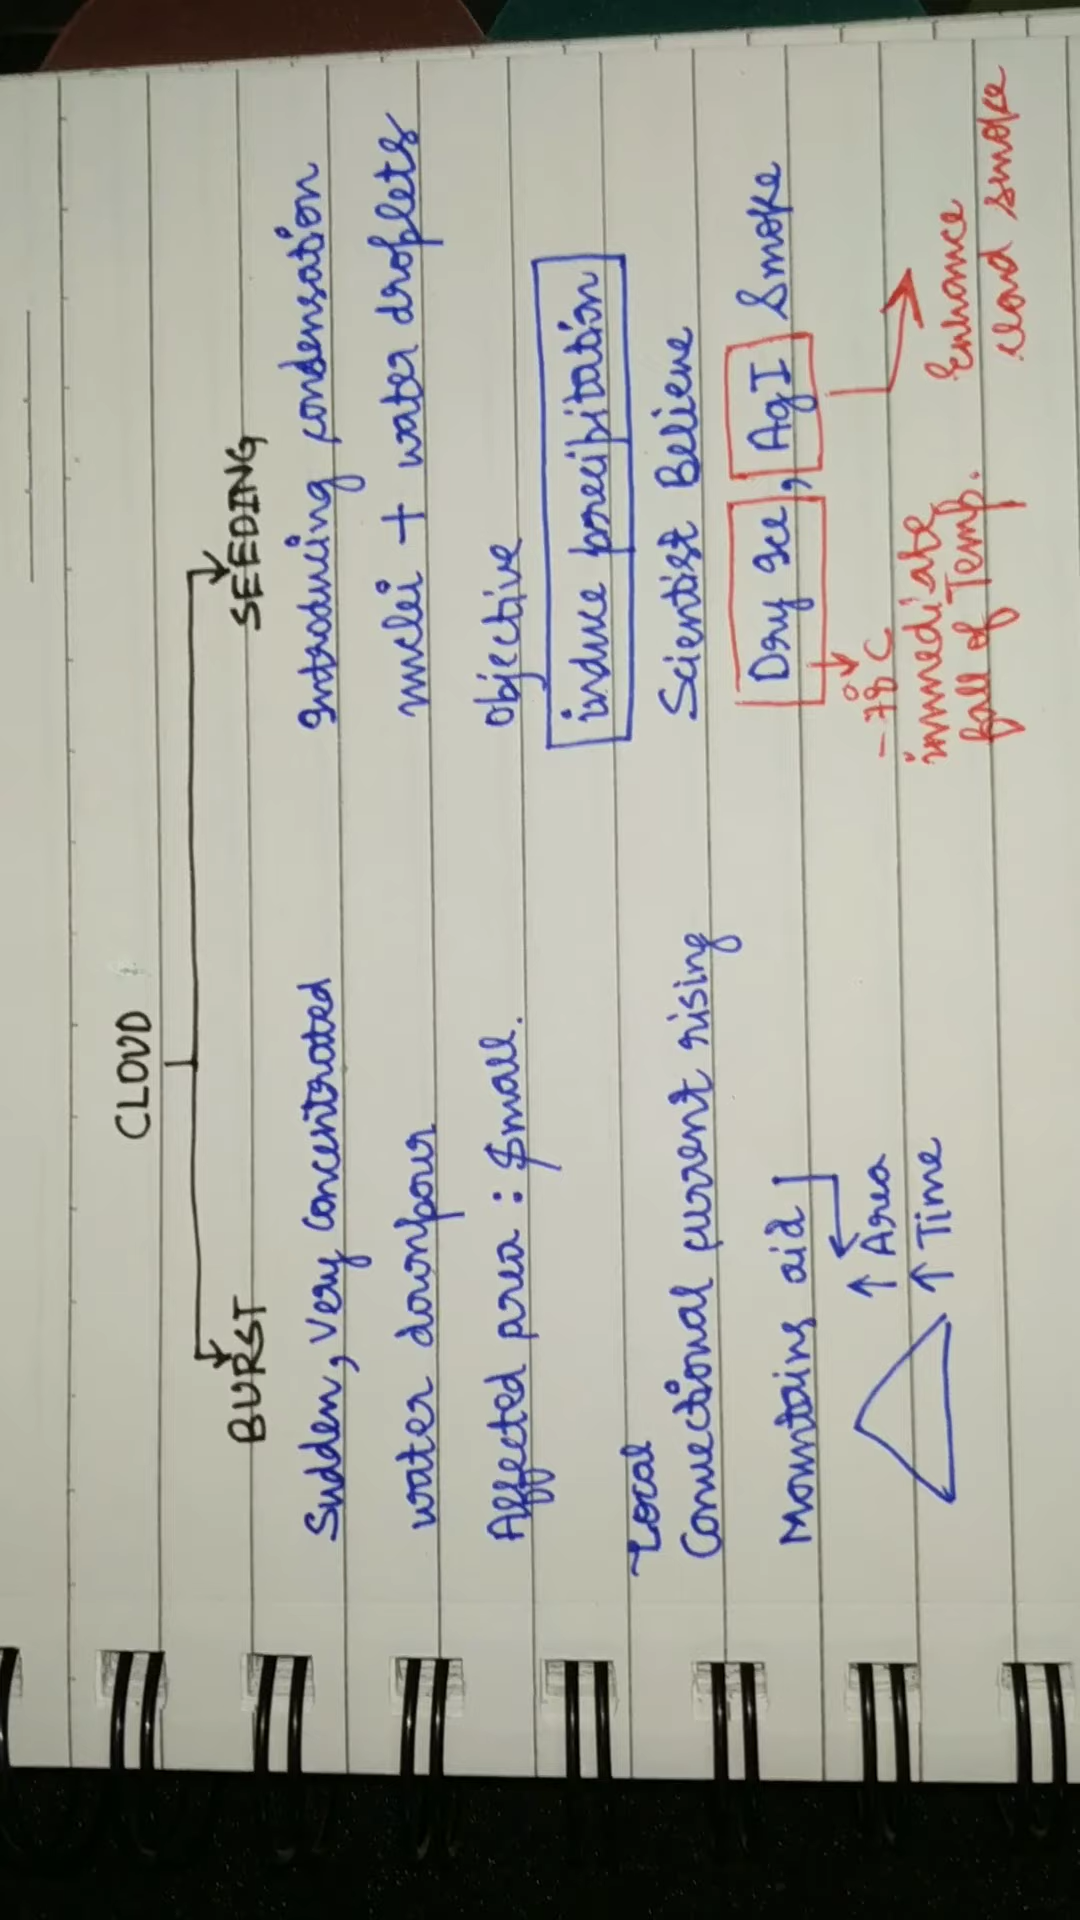 CLOUD
BURST
Sudden, Very concentrated
water downpour
Affected area : Small.
Local
Convectional current rising
Mountains aid
↑ Area
↑ Time
SEEDING
Introducing condensation
nuclei + water droplets
Objective
induce precipitation
Scientist Believe
Dry Ice, AgI Smoke
-78°C
immediate
fall of Temp.
Enhance
cloud smoke